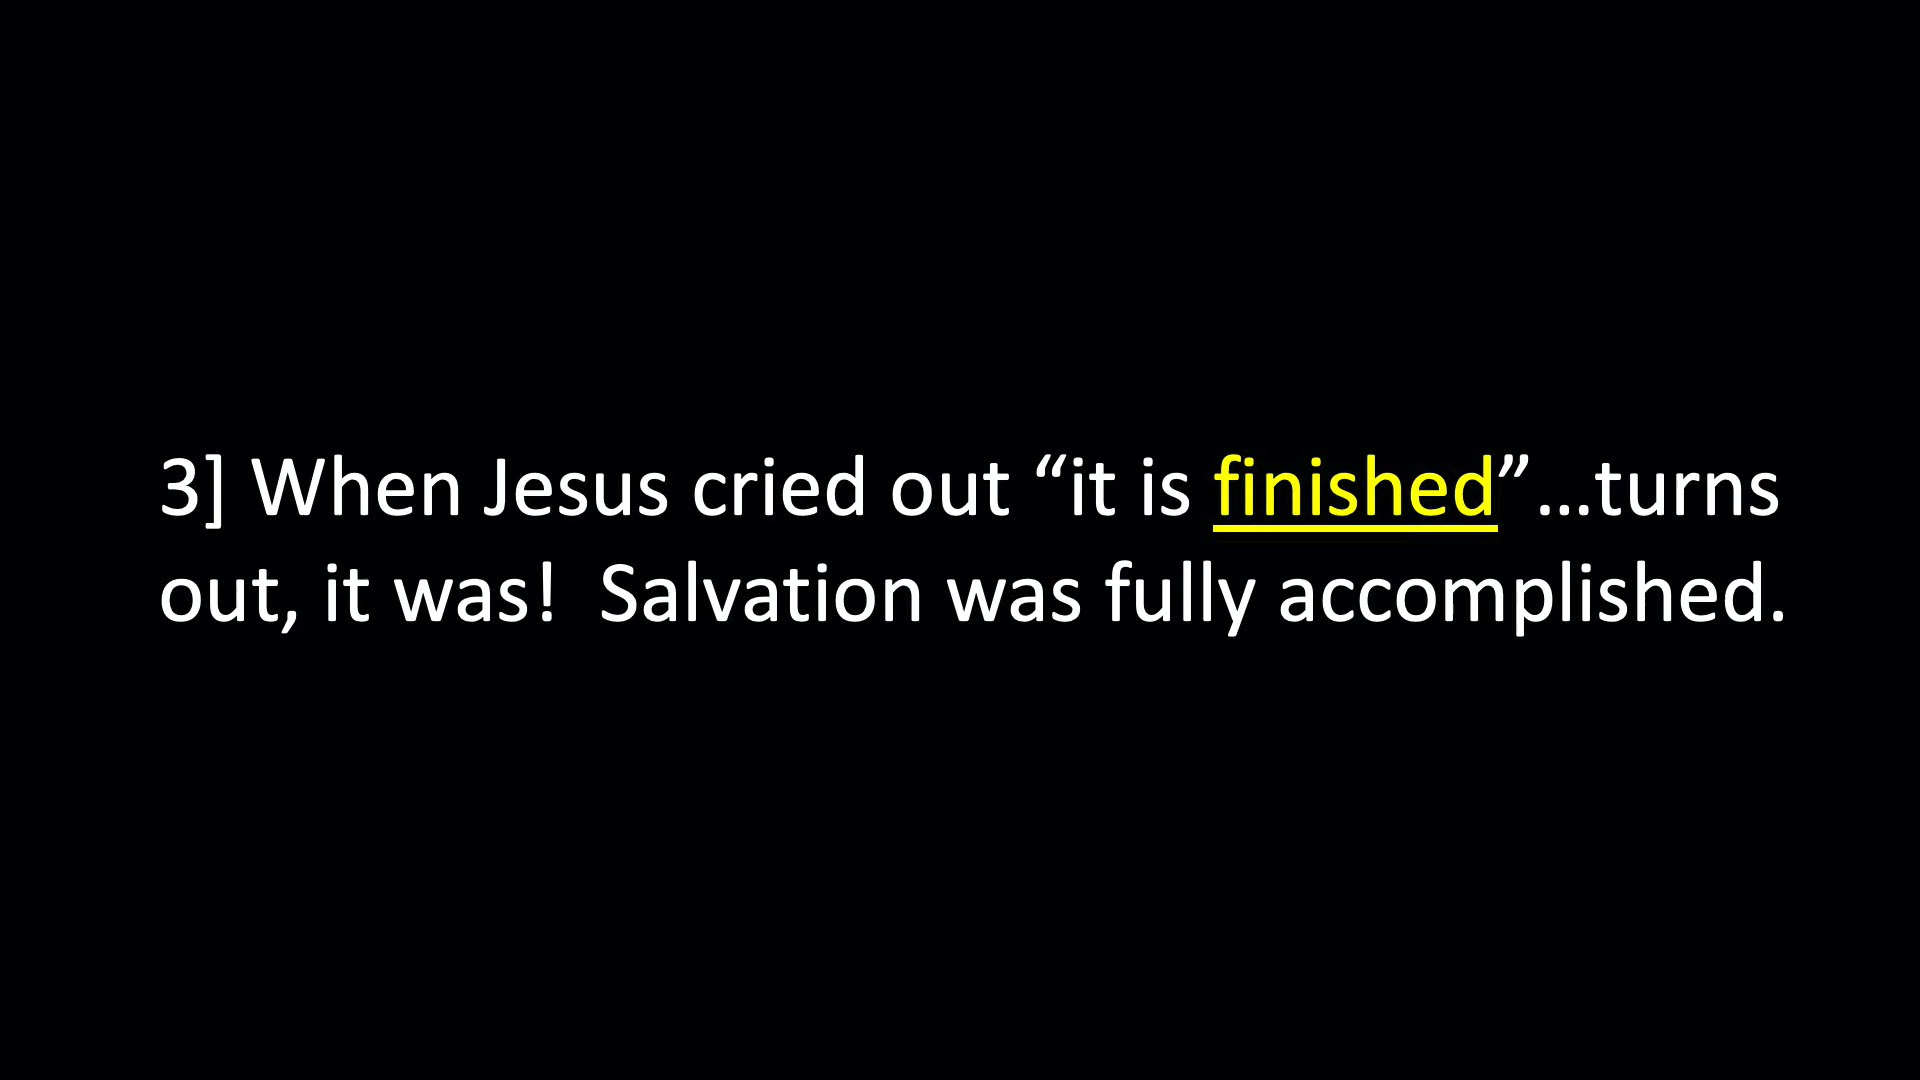 3] When Jesus cried out “it is finished”…turns
out, it was!  Salvation was fully accomplished.